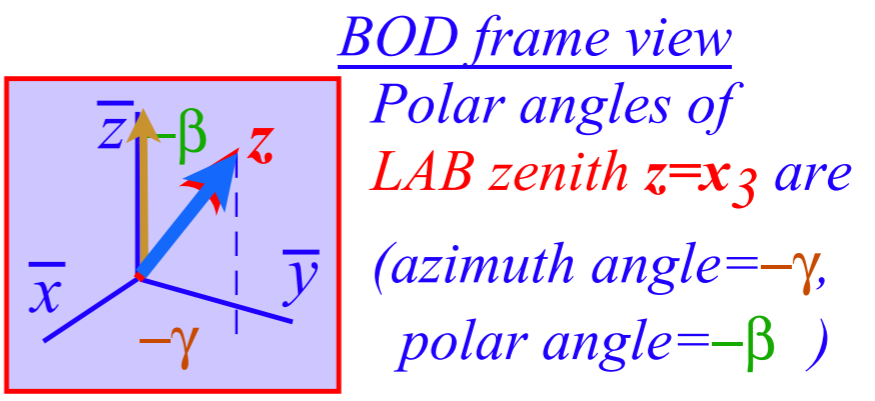 BOD frame view
Polar angles of
LAB zenith z=x₃ are
(azimuth angle=–γ,
polar angle=–β )
z̅
–β
z
x̅
y̅
–γ